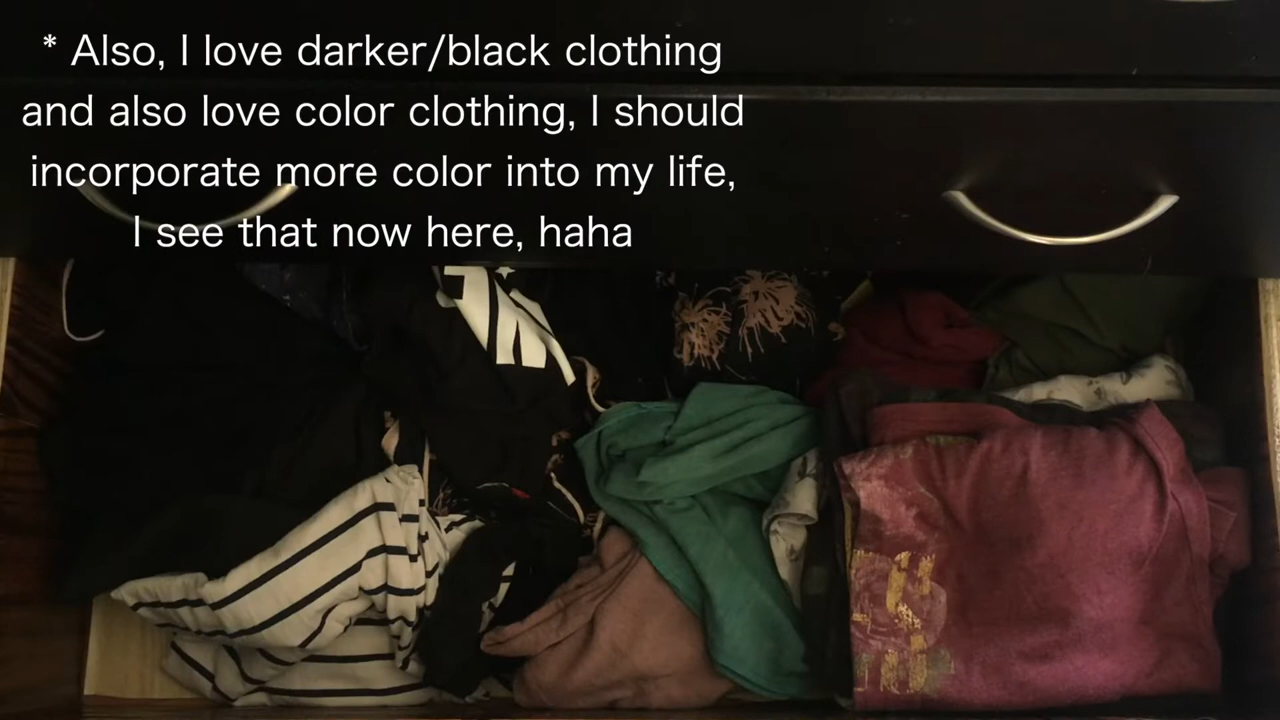 * Also, I love darker/black clothing
and also love color clothing, I should
incorporate more color into my life,
I see that now here, haha